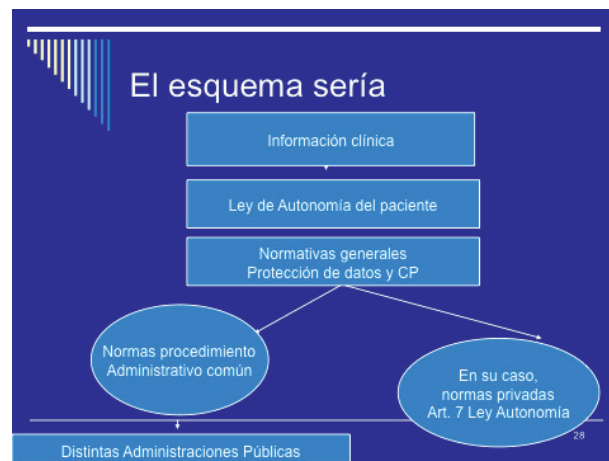 El esquema sería
Información clínica
Ley de Autonomía del paciente
Normativas generales
Protección de datos y CP
Normas procedimiento
Administrativo común
En su caso,
normas privadas
Art. 7 Ley Autonomía
28
Distintas Administraciones Públicas